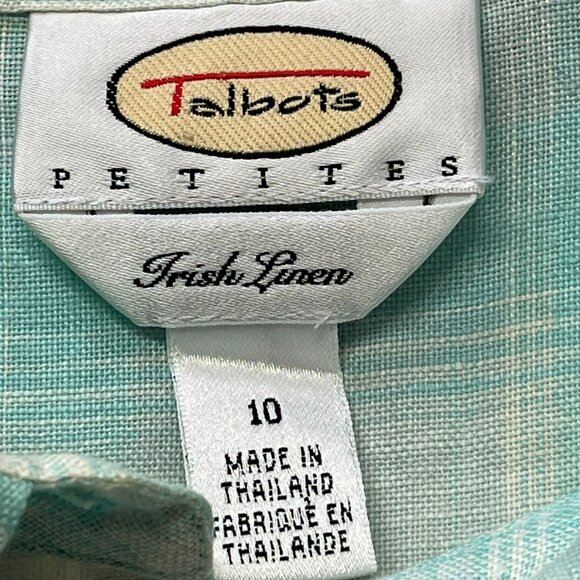 Talbots
PETITES
Irish Linen
10
MADE IN
THAILAND
FABRIQUÉ EN
THAILANDE